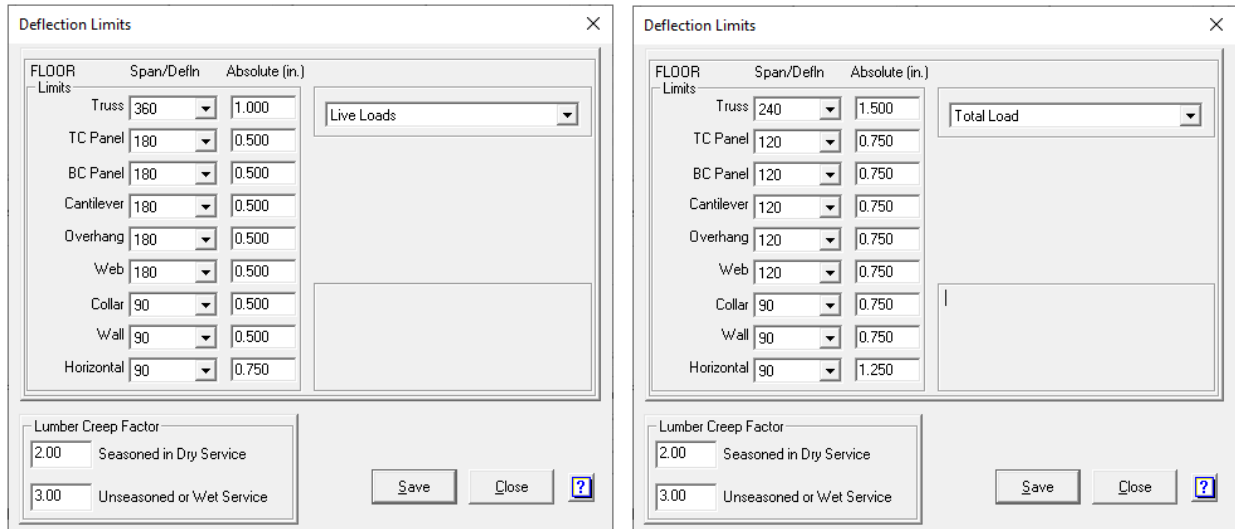 Deflection Limits
FLOOR Span/Defln Absolute (in.)
Limits
Truss 360 1.000
Live Loads
TC Panel 180 0.500
BC Panel 180 0.500
Cantilever 180 0.500
Overhang 180 0.500
Web 180 0.500
Collar 90 0.500
Wall 90 0.500
Horizontal 90 0.750
Lumber Creep Factor
2.00 Seasoned in Dry Service
3.00 Unseasoned or Wet Service
Save Close ?
Deflection Limits
FLOOR Span/Defln Absolute (in.)
Limits
Truss 240 1.500
Total Load
TC Panel 120 0.750
BC Panel 120 0.750
Cantilever 120 0.750
Overhang 120 0.750
Web 120 0.750
Collar 90 0.750
Wall 90 0.750
Horizontal 90 1.250
Lumber Creep Factor
2.00 Seasoned in Dry Service
3.00 Unseasoned or Wet Service
Save Close ?